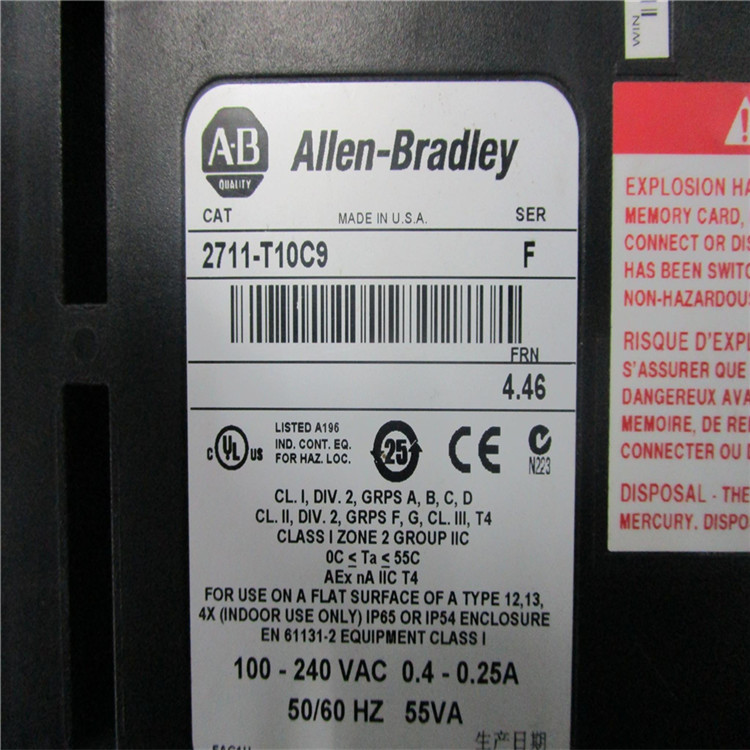 WIN
A-B
QUALITY
Allen-Bradley
CAT
MADE IN U.S.A.
SER
2711-T10C9
F
FRN
4.46
c UL US
LISTED A196
IND. CONT. EQ.
FOR HAZ. LOC.
25
CE
N223
CL. I, DIV. 2, GRPS A, B, C, D
CL. II, DIV. 2, GRPS F, G, CL. III, T4
CLASS I ZONE 2 GROUP IIC
0C ≤ Ta ≤ 55C
AEx nA IIC T4
FOR USE ON A FLAT SURFACE OF A TYPE 12,13,
4X (INDOOR USE ONLY) IP65 OR IP54 ENCLOSURE
EN 61131-2 EQUIPMENT CLASS I
100 - 240 VAC 0.4 - 0.25A
50/60 HZ 55VA
生产日期
EXPLOSION HA
MEMORY CARD,
CONNECT OR DIS
HAS BEEN SWITC
NON-HAZARDOUS
RISQUE D'EXPL
S'ASSURER QUE
DANGEREUX AVA
MEMOIRE, DE RE
CONNECTER OU D
DISPOSAL - THE
MERCURY. DISPO